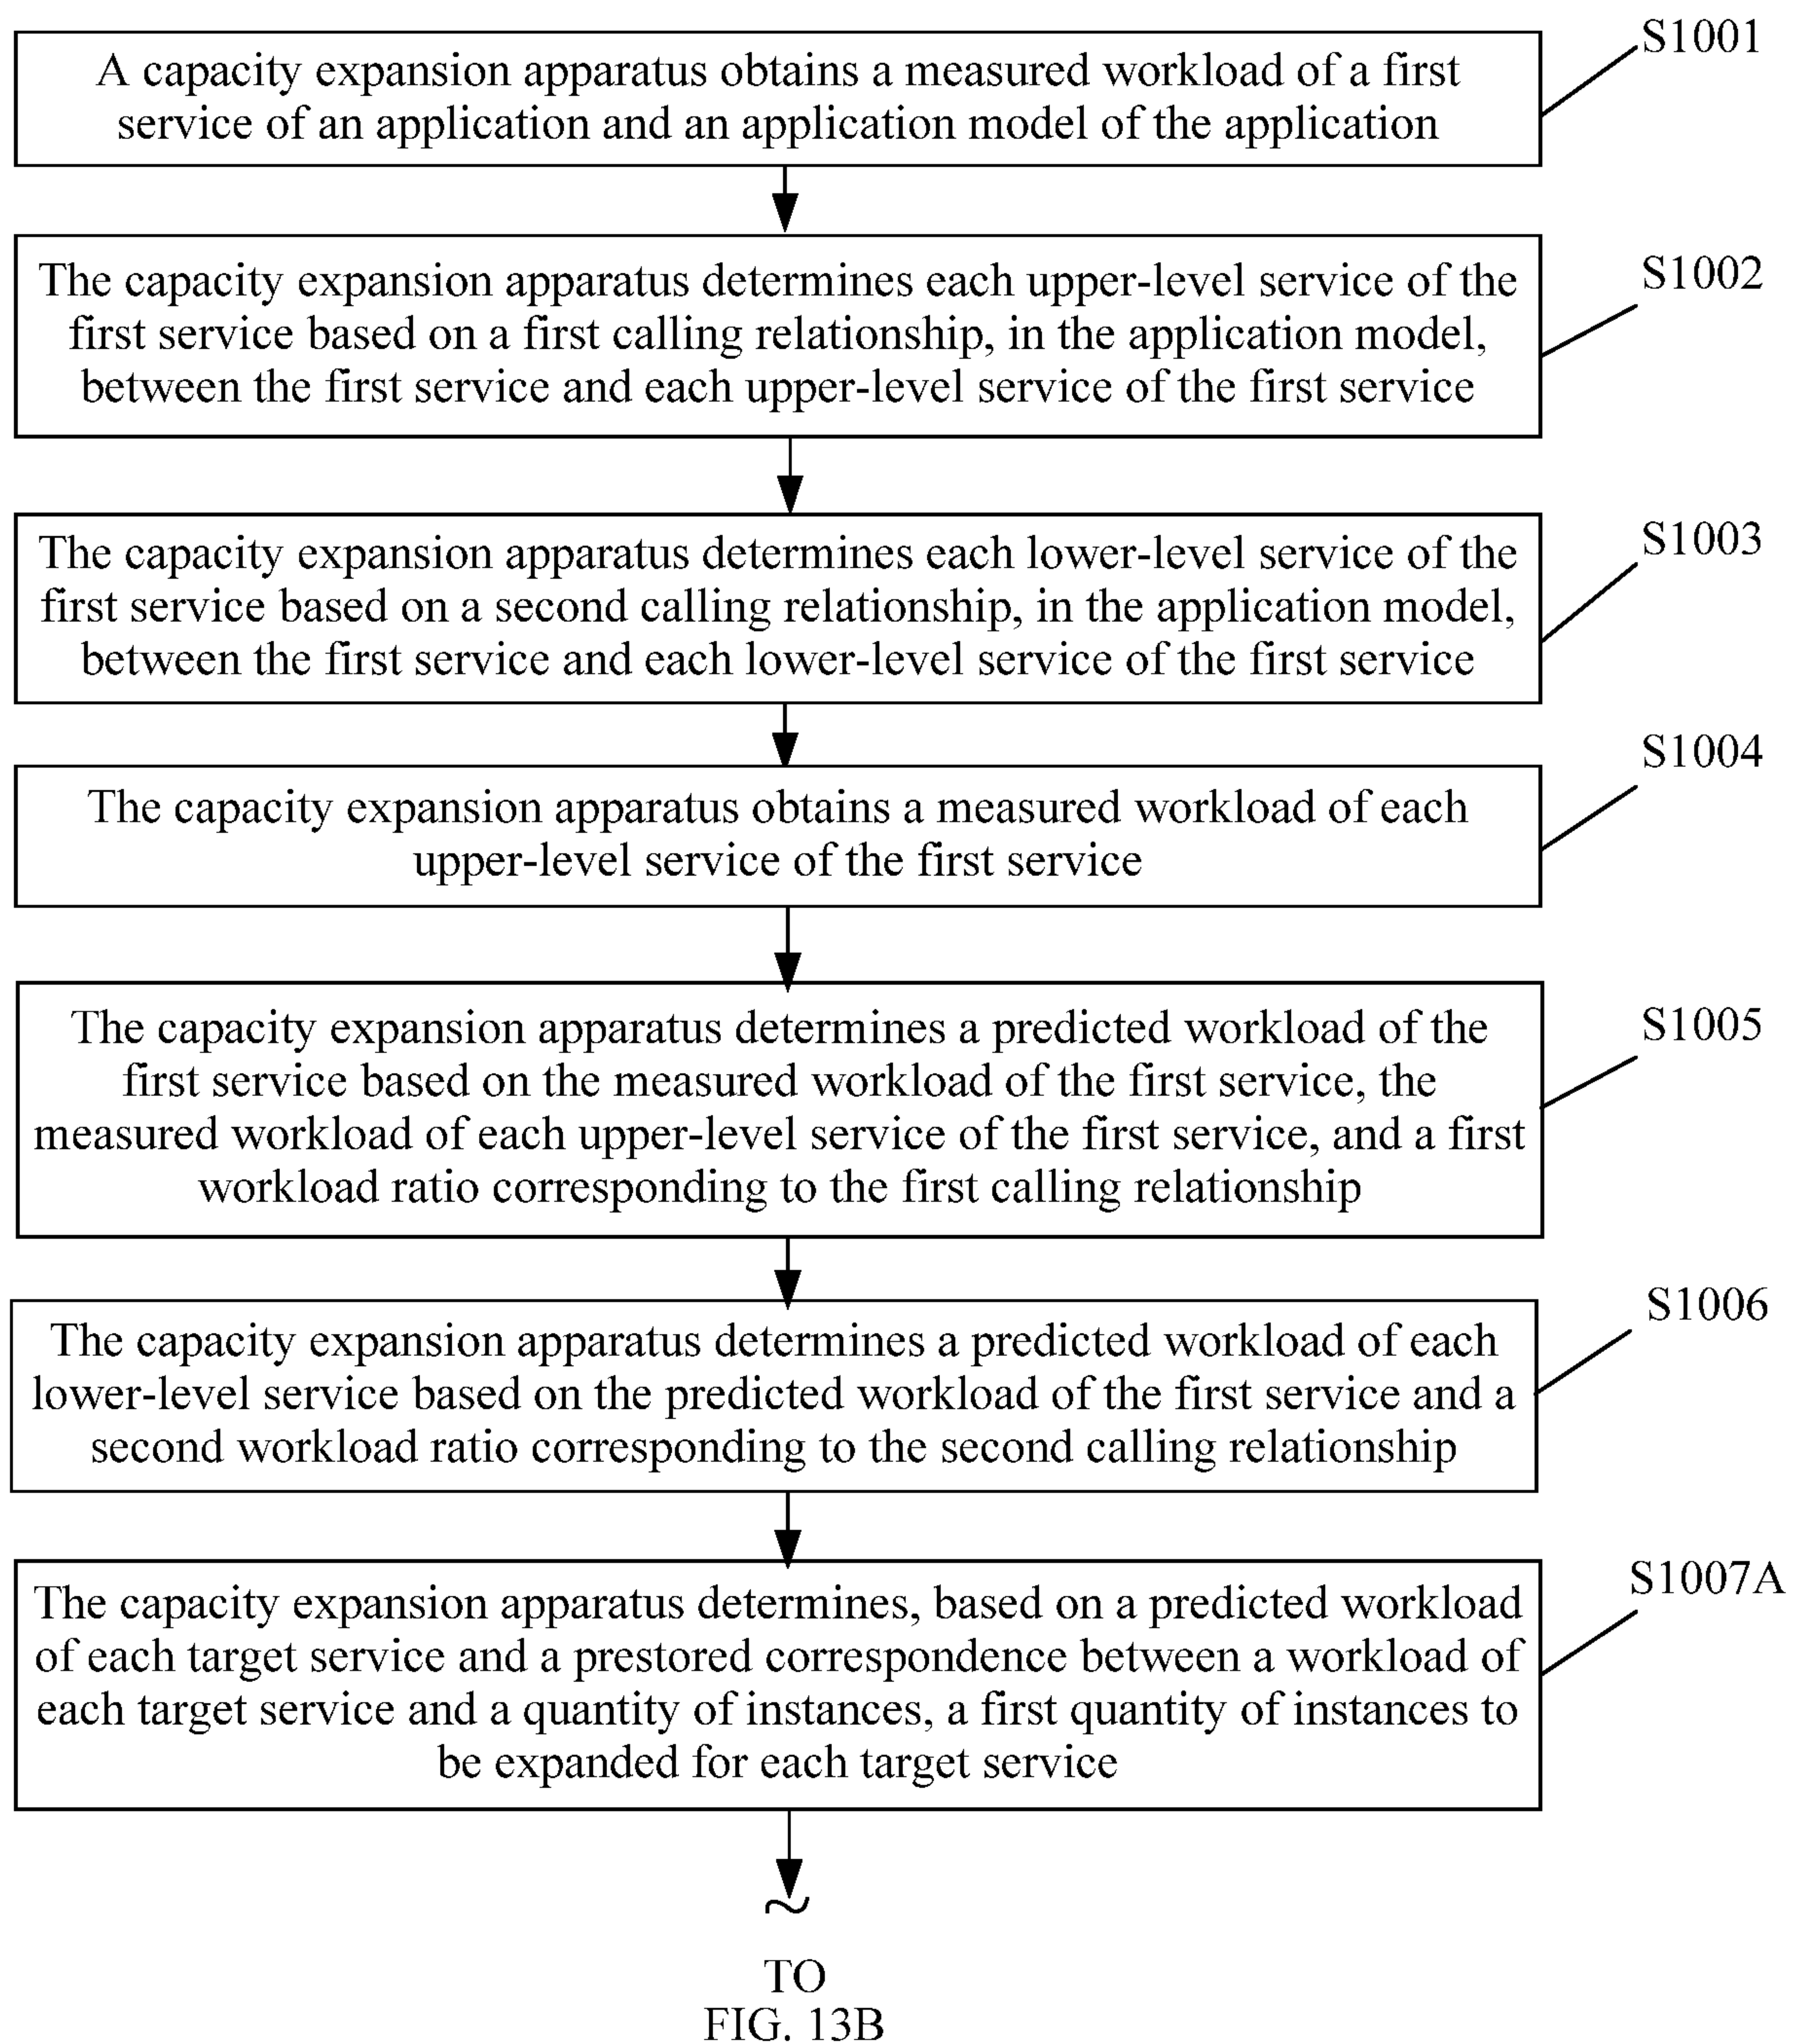 S1001
A capacity expansion apparatus obtains a measured workload of a first
service of an application and an application model of the application
S1002
The capacity expansion apparatus determines each upper-level service of the
first service based on a first calling relationship, in the application model,
between the first service and each upper-level service of the first service
S1003
The capacity expansion apparatus determines each lower-level service of the
first service based on a second calling relationship, in the application model,
between the first service and each lower-level service of the first service
S1004
The capacity expansion apparatus obtains a measured workload of each
upper-level service of the first service
S1005
The capacity expansion apparatus determines a predicted workload of the
first service based on the measured workload of the first service, the
measured workload of each upper-level service of the first service, and a first
workload ratio corresponding to the first calling relationship
S1006
The capacity expansion apparatus determines a predicted workload of each
lower-level service based on the predicted workload of the first service and a
second workload ratio corresponding to the second calling relationship
S1007A
The capacity expansion apparatus determines, based on a predicted workload
of each target service and a prestored correspondence between a workload of
each target service and a quantity of instances, a first quantity of instances to
be expanded for each target service
~
TO
FIG. 13B